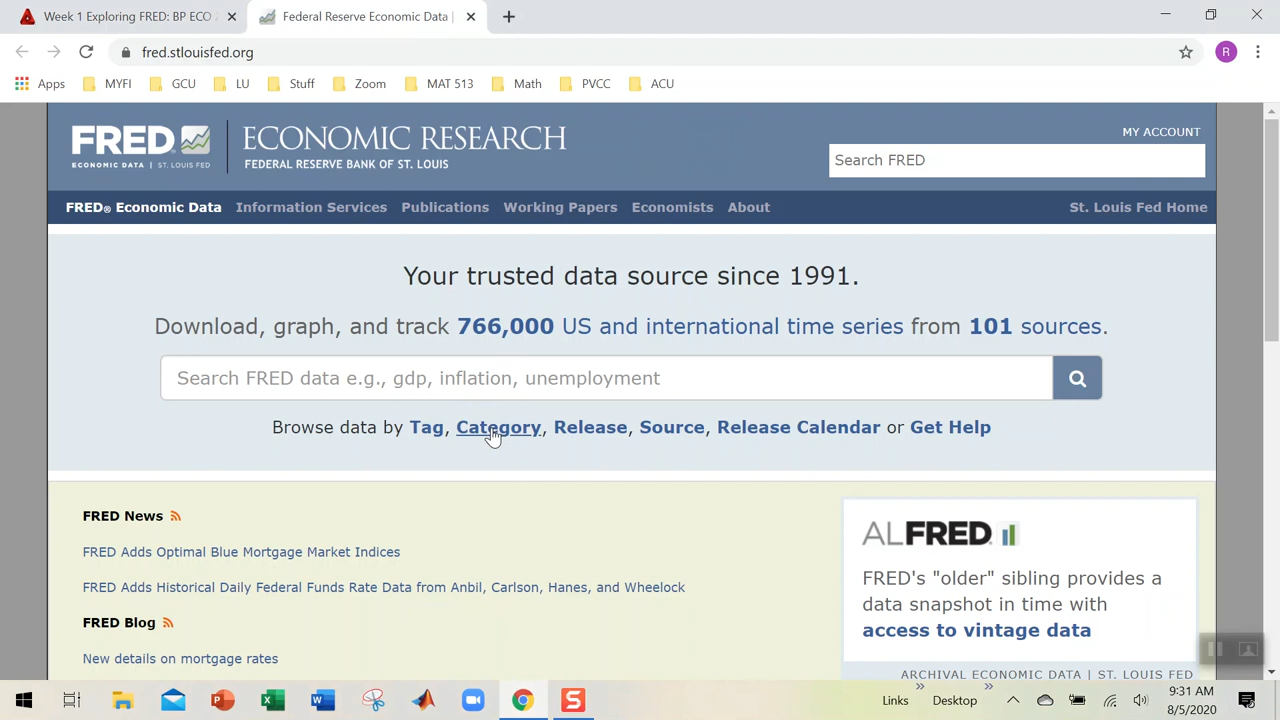 Week 1 Exploring FRED: BP ECO
Federal Reserve Economic Data |
fred.stlouisfed.org
R
Apps MYFI GCU LU Stuff Zoom MAT 513 Math PVCC ACU
FRED ECONOMIC RESEARCH
ECONOMIC DATA | ST. LOUIS FED FEDERAL RESERVE BANK OF ST. LOUIS
MY ACCOUNT
Search FRED
FRED® Economic Data Information Services Publications Working Papers Economists About St. Louis Fed Home
Your trusted data source since 1991.
Download, graph, and track 766,000 US and international time series from 101 sources.
Search FRED data e.g., gdp, inflation, unemployment
Browse data by Tag, Category, Release, Source, Release Calendar or Get Help
FRED News
FRED Adds Optimal Blue Mortgage Market Indices
FRED Adds Historical Daily Federal Funds Rate Data from Anbil, Carlson, Hanes, and Wheelock
FRED Blog
New details on mortgage rates
ALFRED
FRED's "older" sibling provides a
data snapshot in time with
access to vintage data
ARCHIVAL ECONOMIC DATA | ST. LOUIS FED
Links » Desktop »
9:31 AM
8/5/2020